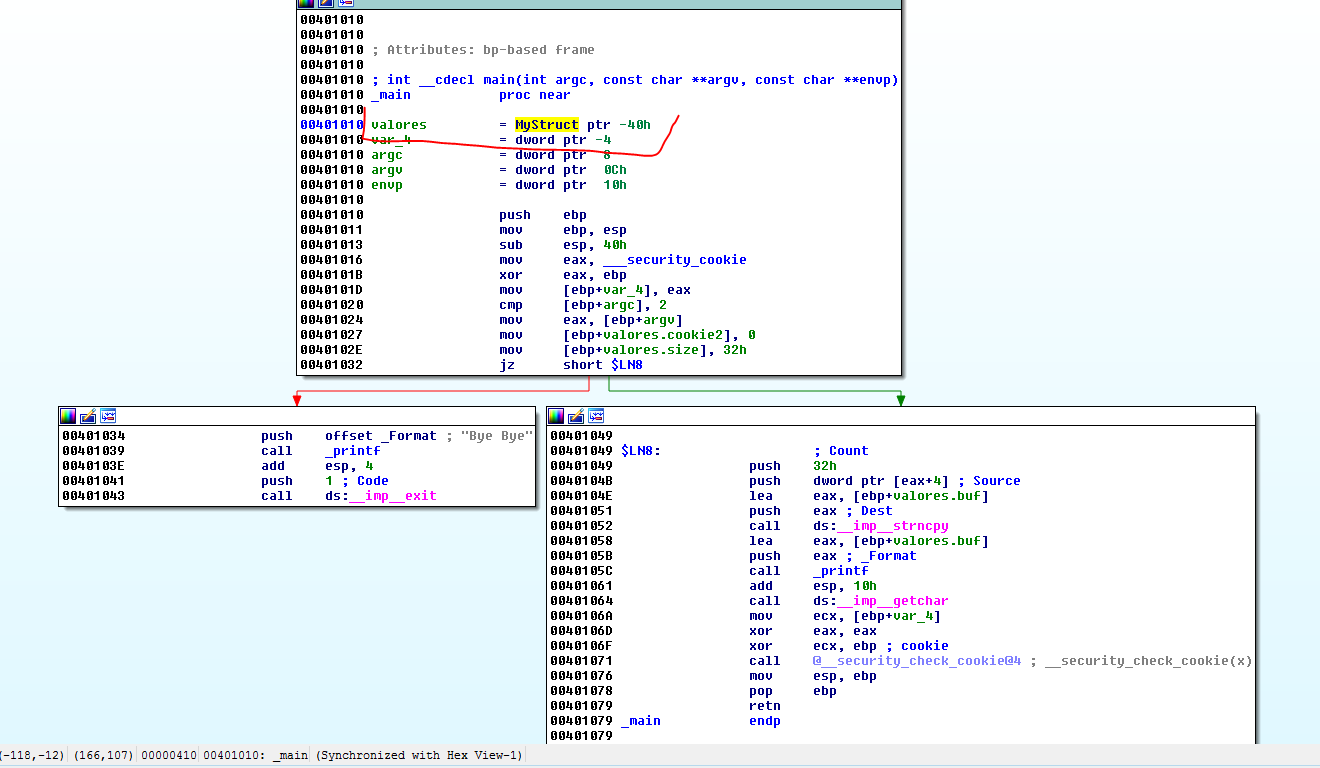 00401010
00401010
00401010 ; Attributes: bp-based frame
00401010
00401010 ; int __cdecl main(int argc, const char **argv, const char **envp)
00401010 _main proc near
00401010
00401010 valores = MyStruct ptr -40h
00401010 var_4 = dword ptr -4
00401010 argc = dword ptr 8
00401010 argv = dword ptr 0Ch
00401010 envp = dword ptr 10h
00401010
00401010 push ebp
00401011 mov ebp, esp
00401013 sub esp, 40h
00401016 mov eax, ___security_cookie
0040101B xor eax, ebp
0040101D mov [ebp+var_4], eax
00401020 cmp [ebp+argc], 2
00401024 mov eax, [ebp+argv]
00401027 mov [ebp+valores.cookie2], 0
0040102E mov [ebp+valores.size], 32h
00401032 jz short $LN8
00401034 push offset _Format ; "Bye Bye"
00401039 call _printf
0040103E add esp, 4
00401041 push 1 ; Code
00401043 call ds:__imp__exit
00401049
00401049 $LN8: ; Count
00401049 push 32h
0040104B push dword ptr [eax+4] ; Source
0040104E lea eax, [ebp+valores.buf]
00401051 push eax ; Dest
00401052 call ds:__imp__strncpy
00401058 lea eax, [ebp+valores.buf]
0040105B push eax ; _Format
0040105C call _printf
00401061 add esp, 10h
00401064 call ds:__imp__getchar
0040106A mov ecx, [ebp+var_4]
0040106D xor eax, eax
0040106F xor ecx, ebp ; cookie
00401071 call @__security_check_cookie@4 ; __security_check_cookie(x)
00401076 mov esp, ebp
00401078 pop ebp
00401079 retn
00401079 _main endp
00401079
(-118,-12) (166,107) 00000410 00401010: _main (Synchronized with Hex View-1)